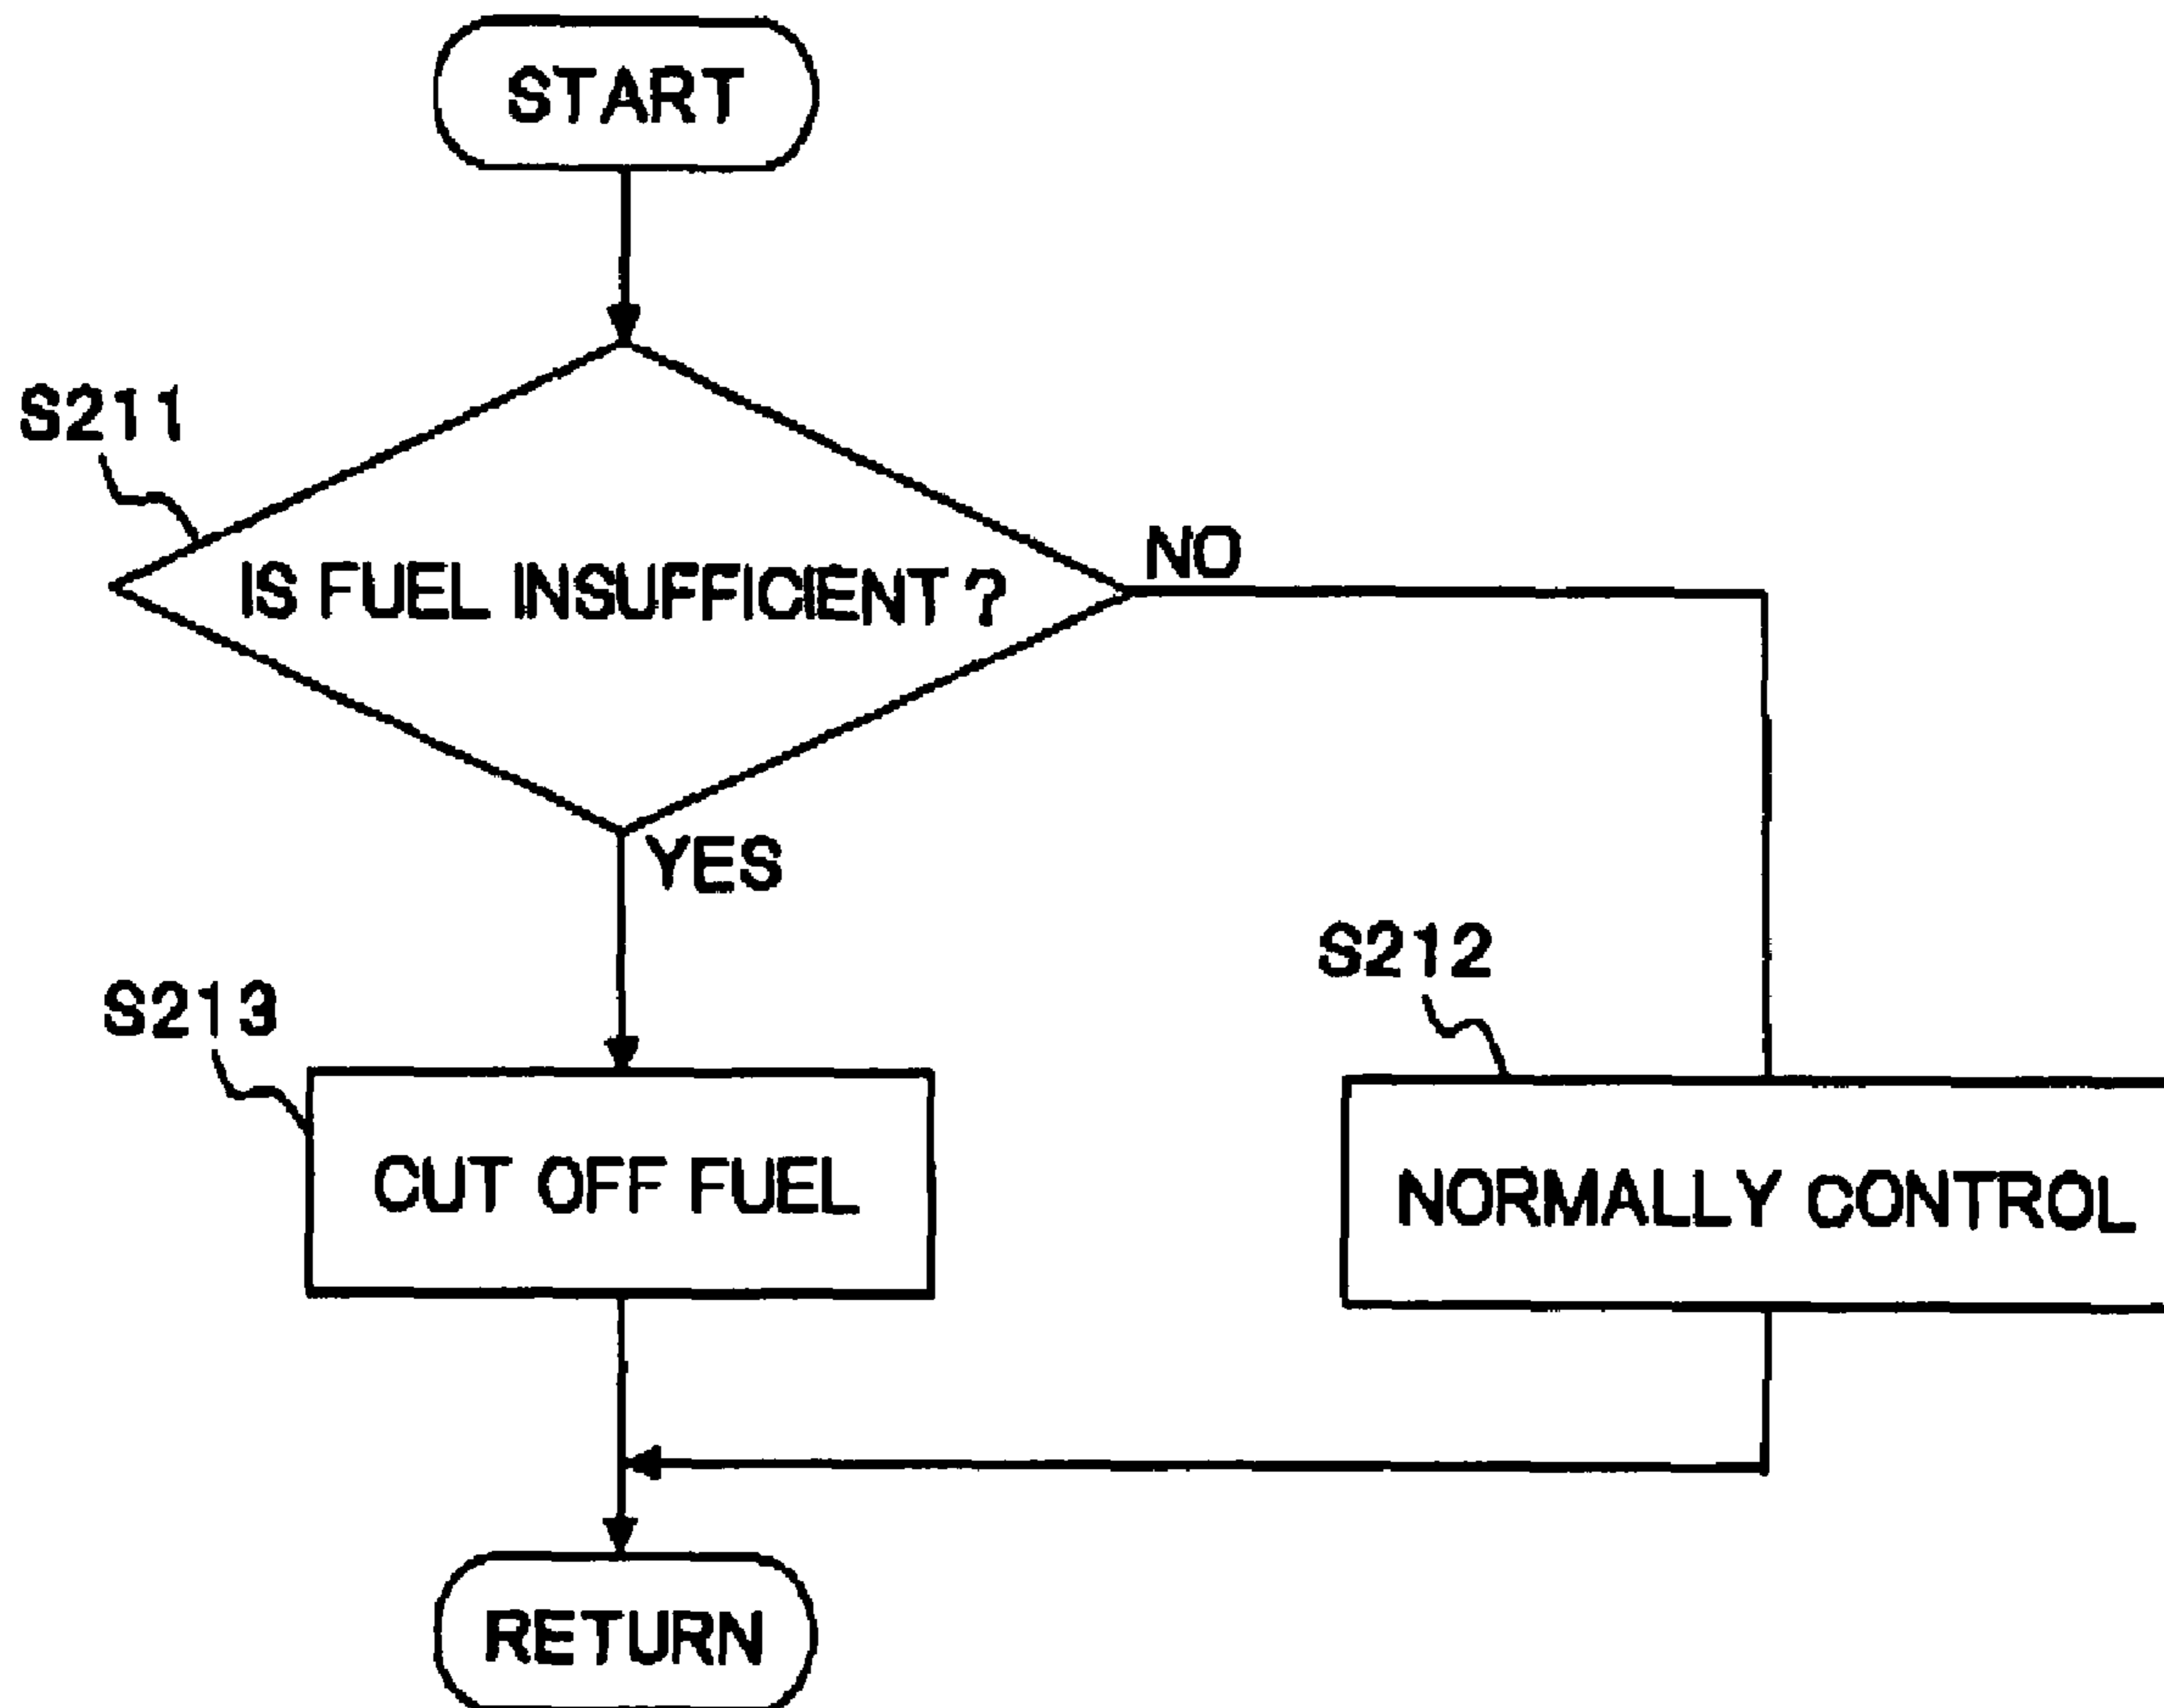 START
S211
IS FUEL INSUFFICIENT ?
NO
YES
S213
S212
CUT OFF FUEL
NORMALLY CONTROL
RETURN